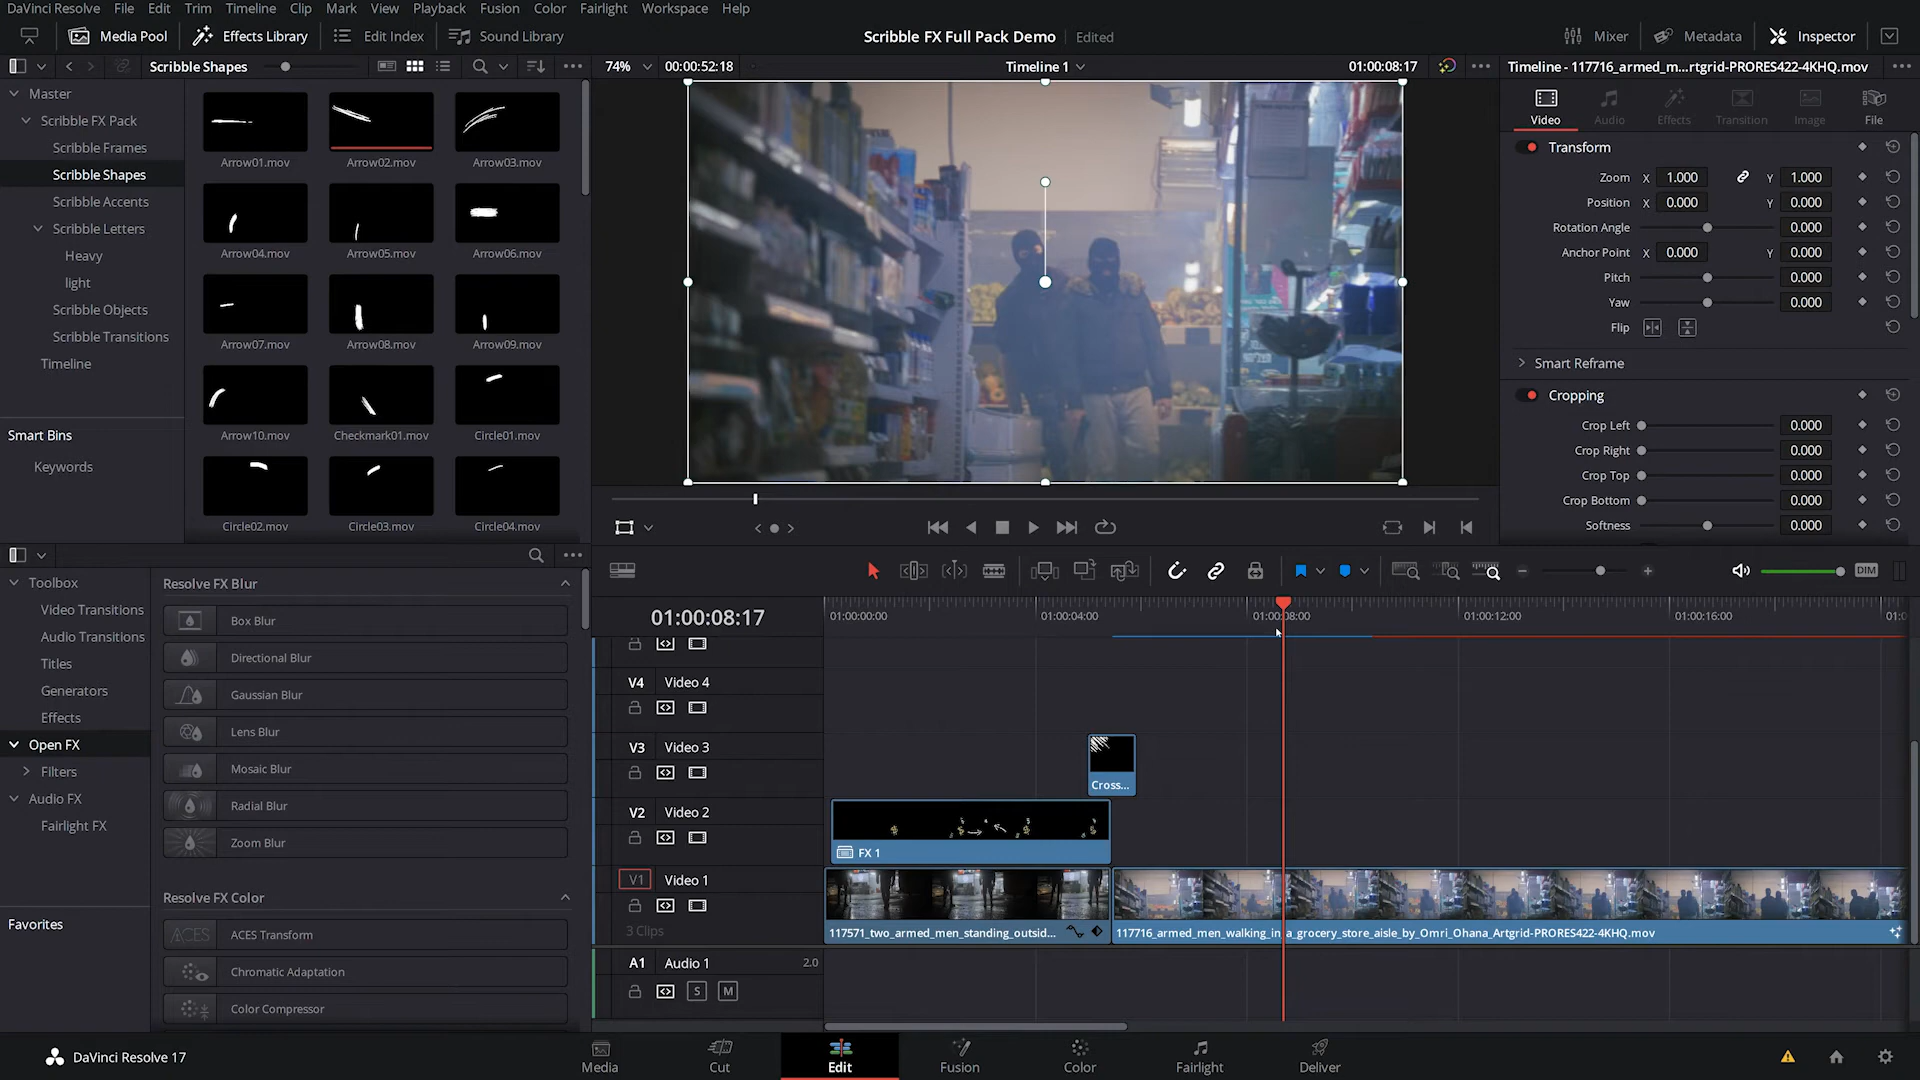 DaVinci Resolve File Edit Trim Timeline Clip Mark View Playback Fusion Color Fairlight Workspace Help
Media Pool Effects Library Edit Index Sound Library Scribble FX Full Pack Demo Edited Mixer Metadata Inspector
Scribble Shapes 74% 00:00:52:18 Timeline 1 01:00:08:17 Timeline - 117716_armed_m...rtgrid-PRORES422-4KHQ.mov
Master
Scribble FX Pack
Scribble Frames
Scribble Shapes
Scribble Accents
Scribble Letters
Heavy
light
Scribble Objects
Scribble Transitions
Timeline
Smart Bins
Keywords
Arrow01.mov Arrow02.mov Arrow03.mov
Arrow04.mov Arrow05.mov Arrow06.mov
Arrow07.mov Arrow08.mov Arrow09.mov
Arrow10.mov Checkmark01.mov Circle01.mov
Circle02.mov Circle03.mov Circle04.mov
Video Audio Effects Transition Image File
Transform
Zoom X 1.000 Y 1.000
Position X 0.000 Y 0.000
Rotation Angle 0.000
Anchor Point X 0.000 Y 0.000
Pitch 0.000
Yaw 0.000
Flip
Smart Reframe
Cropping
Crop Left 0.000
Crop Right 0.000
Crop Top 0.000
Crop Bottom 0.000
Softness 0.000
Toolbox
Video Transitions
Audio Transitions
Titles
Generators
Effects
Open FX
Filters
Audio FX
Fairlight FX
Favorites
Resolve FX Blur
Box Blur
Directional Blur
Gaussian Blur
Lens Blur
Mosaic Blur
Radial Blur
Zoom Blur
Resolve FX Color
ACES ACES Transform
Chromatic Adaptation
Color Compressor
DIM
01:00:08:17 01:00:00:00 01:00:04:00 01:00:08:00 01:00:12:00 01:00:16:00 01:0
V4 Video 4
V3 Video 3
Cross...
V2 Video 2
FX 1
V1 Video 1
3 Clips
117571_two_armed_men_standing_outsid... 117716_armed_men_walking_in_a_grocery_store_aisle_by_Omri_Ohana_Artgrid-PRORES422-4KHQ.mov
A1 Audio 1 2.0
S M
DaVinci Resolve 17 Media Cut Edit Fusion Color Fairlight Deliver